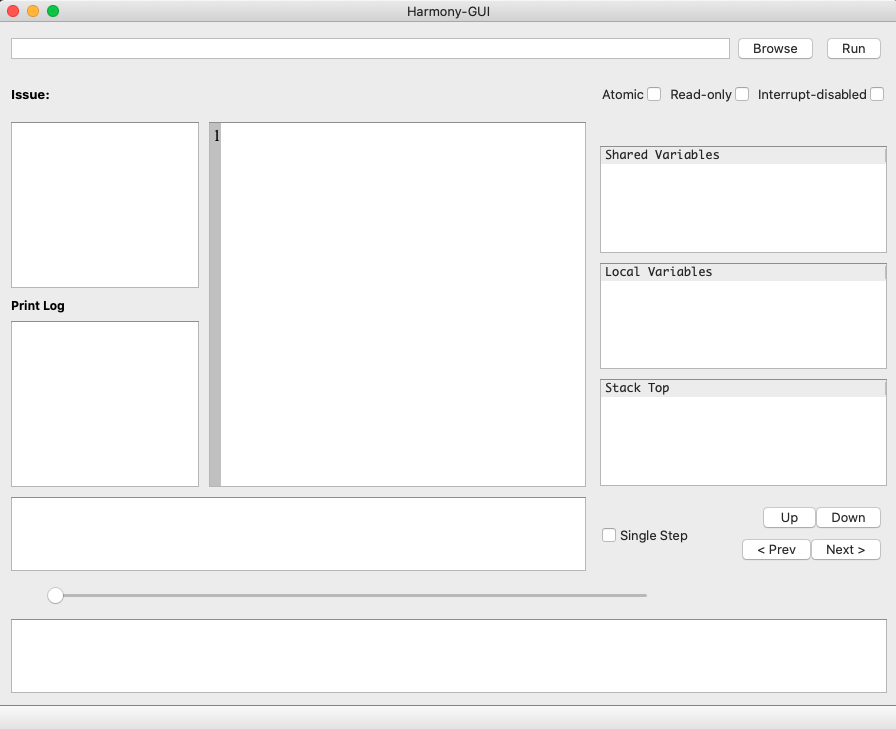 Harmony-GUI
Browse
Run
Issue:
Atomic
Read-only
Interrupt-disabled
1
Shared Variables
Local Variables
Print Log
Stack Top
Up
Down
Single Step
< Prev
Next >